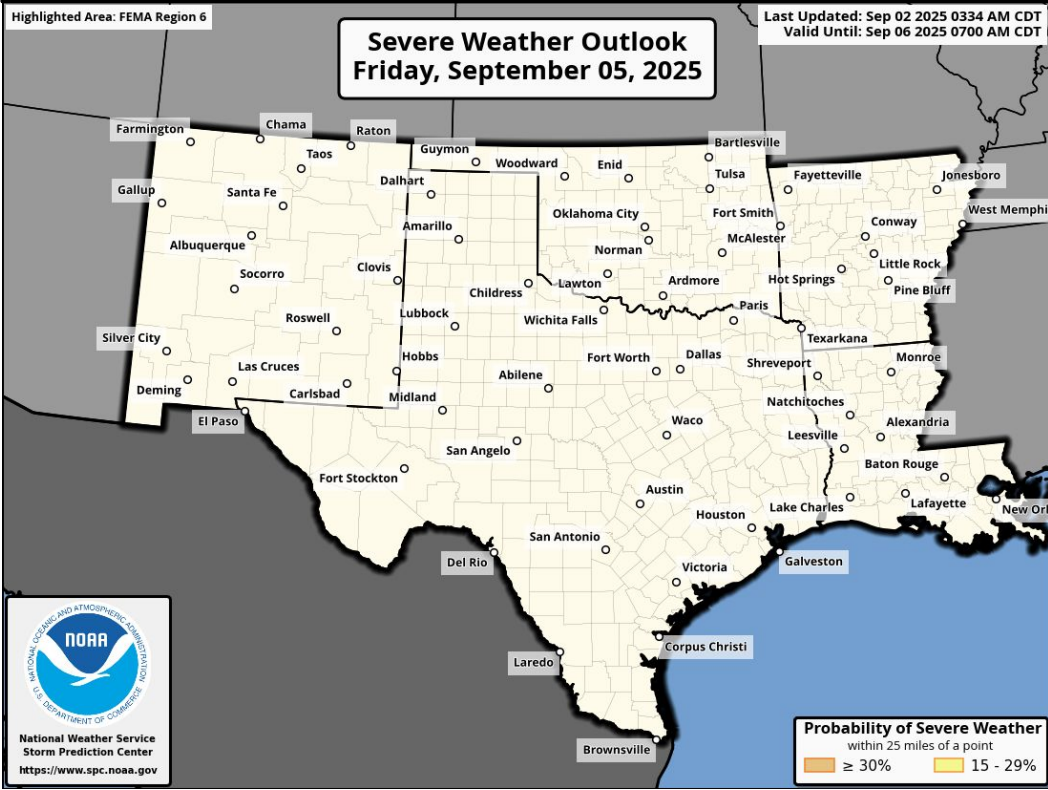 Highlighted Area: FEMA Region 6
Severe Weather Outlook
Friday, September 05, 2025
Last Updated: Sep 02 2025 0334 AM CDT
Valid Until: Sep 06 2025 0700 AM CDT
Farmington
Chama
Raton
Taos
Guymon
Woodward
Enid
Bartlesville
Gallup
Santa Fe
Dalhart
Tulsa
Fayetteville
Jonesboro
Albuquerque
Amarillo
Oklahoma City
Norman
Fort Smith
McAlester
Conway
West Memphi
Socorro
Clovis
Childress
Lawton
Ardmore
Hot Springs
Little Rock
Pine Bluff
Roswell
Lubbock
Wichita Falls
Paris
Texarkana
Silver City
Las Cruces
Hobbs
Fort Worth
Dallas
Shreveport
Monroe
Deming
Carlsbad
Midland
Abilene
Natchitoches
El Paso
San Angelo
Waco
Leesville
Alexandria
Fort Stockton
Austin
Houston
Lake Charles
Baton Rouge
Lafayette
New Orl
Del Rio
San Antonio
Victoria
Galveston
Laredo
Corpus Christi
Brownsville
NATIONAL OCEANIC AND ATMOSPHERIC ADMINISTRATION
NOAA
U.S. DEPARTMENT OF COMMERCE
National Weather Service
Storm Prediction Center
https://www.spc.noaa.gov
Probability of Severe Weather
within 25 miles of a point
≥ 30%
15 - 29%